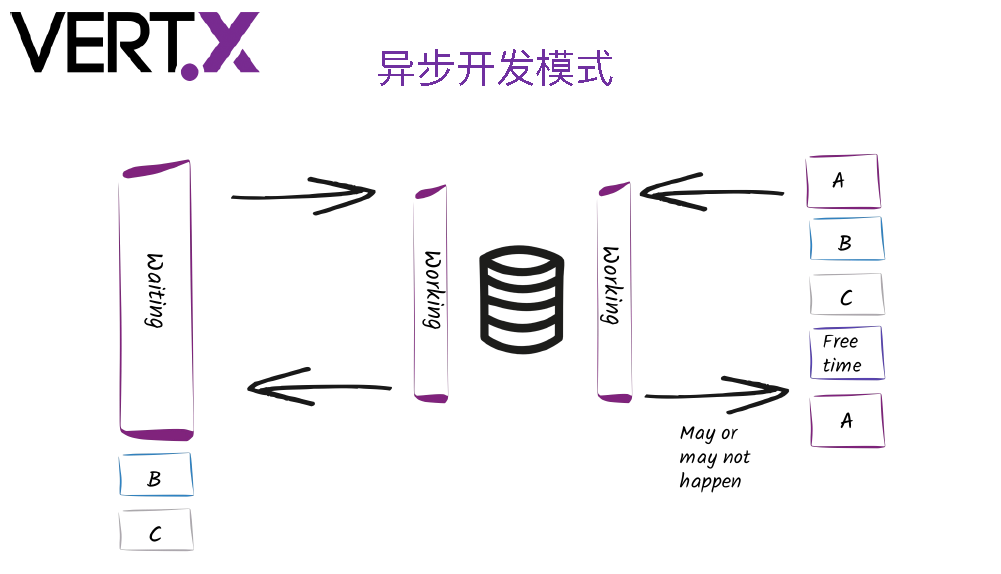 VERT.X
异步开发模式
Waiting
B
C
Working
Working
A
B
C
Free
time
A
May or
may not
happen